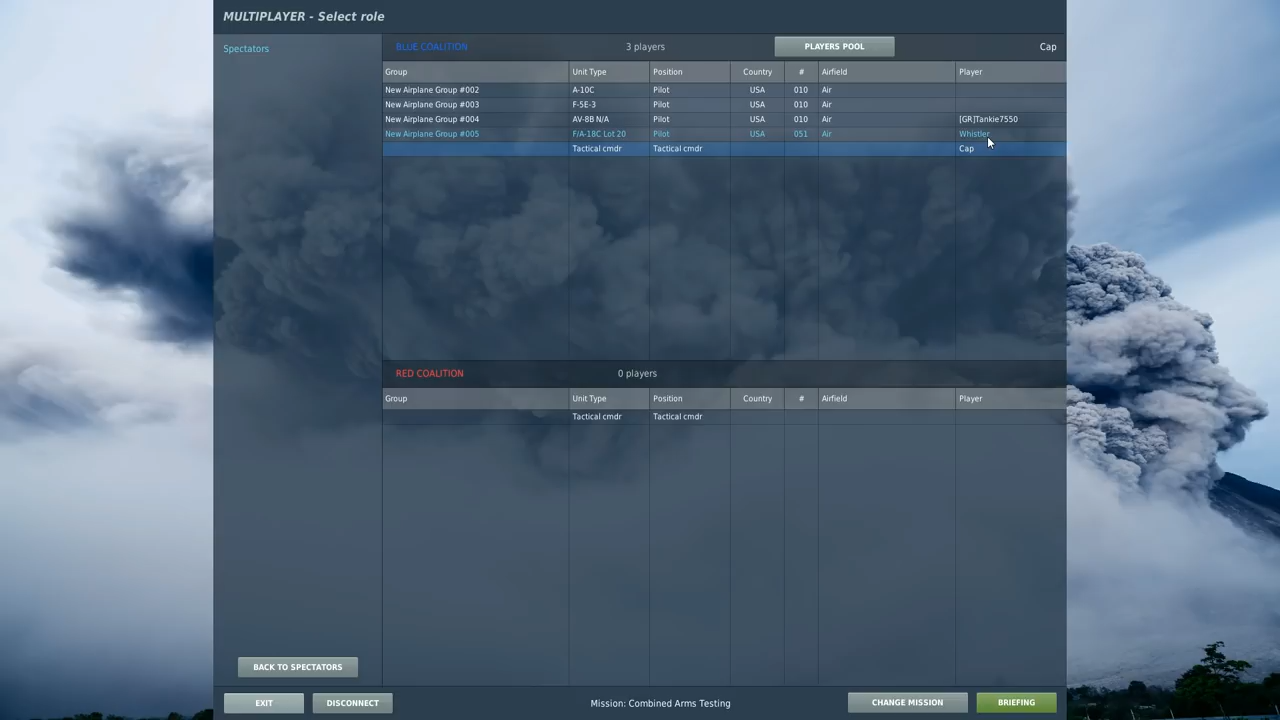 MULTIPLAYER - Select role
Spectators
BLUE COALITION 3 players PLAYERS POOL Cap
Group Unit Type Position Country # Airfield Player
New Airplane Group #002 A-10C Pilot USA 010 Air
New Airplane Group #003 F-5E-3 Pilot USA 010 Air
New Airplane Group #004 AV-8B N/A Pilot USA 010 Air [GR]Tankie7550
New Airplane Group #005 F/A-18C Lot 20 Pilot USA 051 Air Whistler
Tactical cmdr Tactical cmdr Cap
RED COALITION 0 players
Group Unit Type Position Country # Airfield Player
Tactical cmdr Tactical cmdr
BACK TO SPECTATORS
EXIT DISCONNECT Mission: Combined Arms Testing CHANGE MISSION BRIEFING